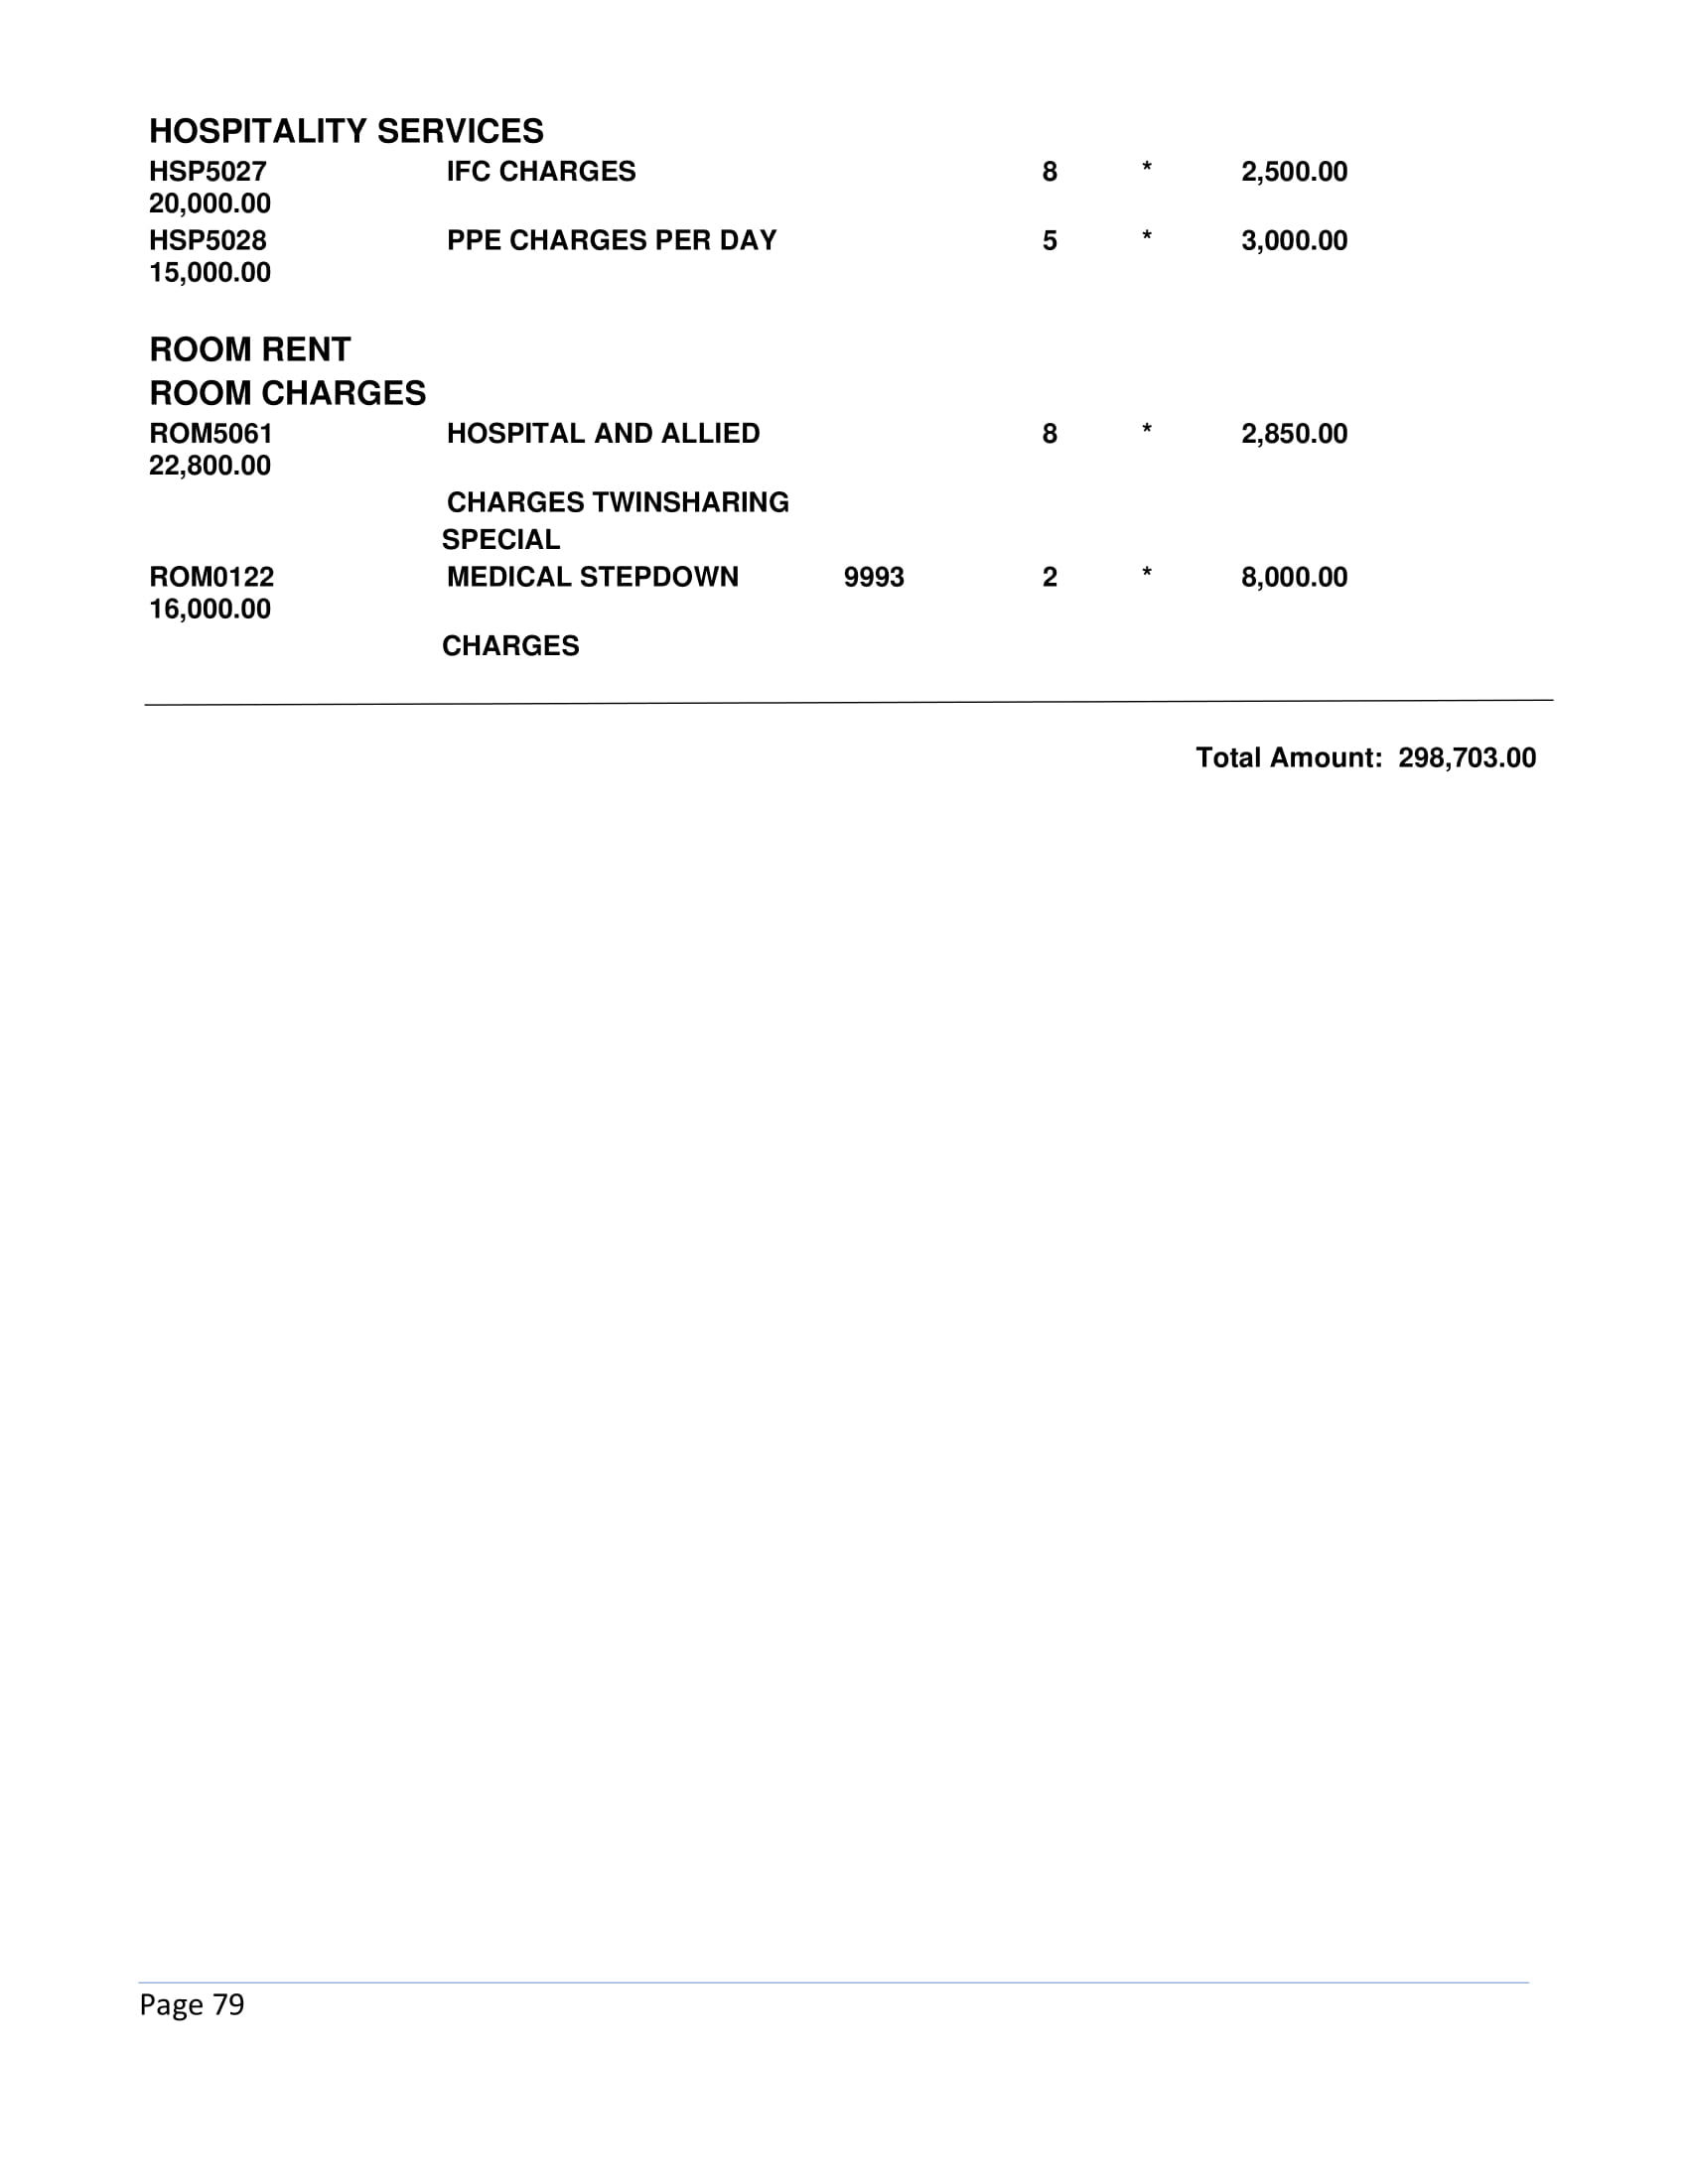 HOSPITALITY SERVICES
HSP5027 IFC CHARGES 8 * 2,500.00
20,000.00
HSP5028 PPE CHARGES PER DAY 5 * 3,000.00
15,000.00
ROOM RENT
ROOM CHARGES
ROM5061 HOSPITAL AND ALLIED 8 * 2,850.00
22,800.00
CHARGES TWINSHARING
SPECIAL
ROM0122 MEDICAL STEPDOWN 9993 2 * 8,000.00
16,000.00
CHARGES
Total Amount: 298,703.00
Page 79